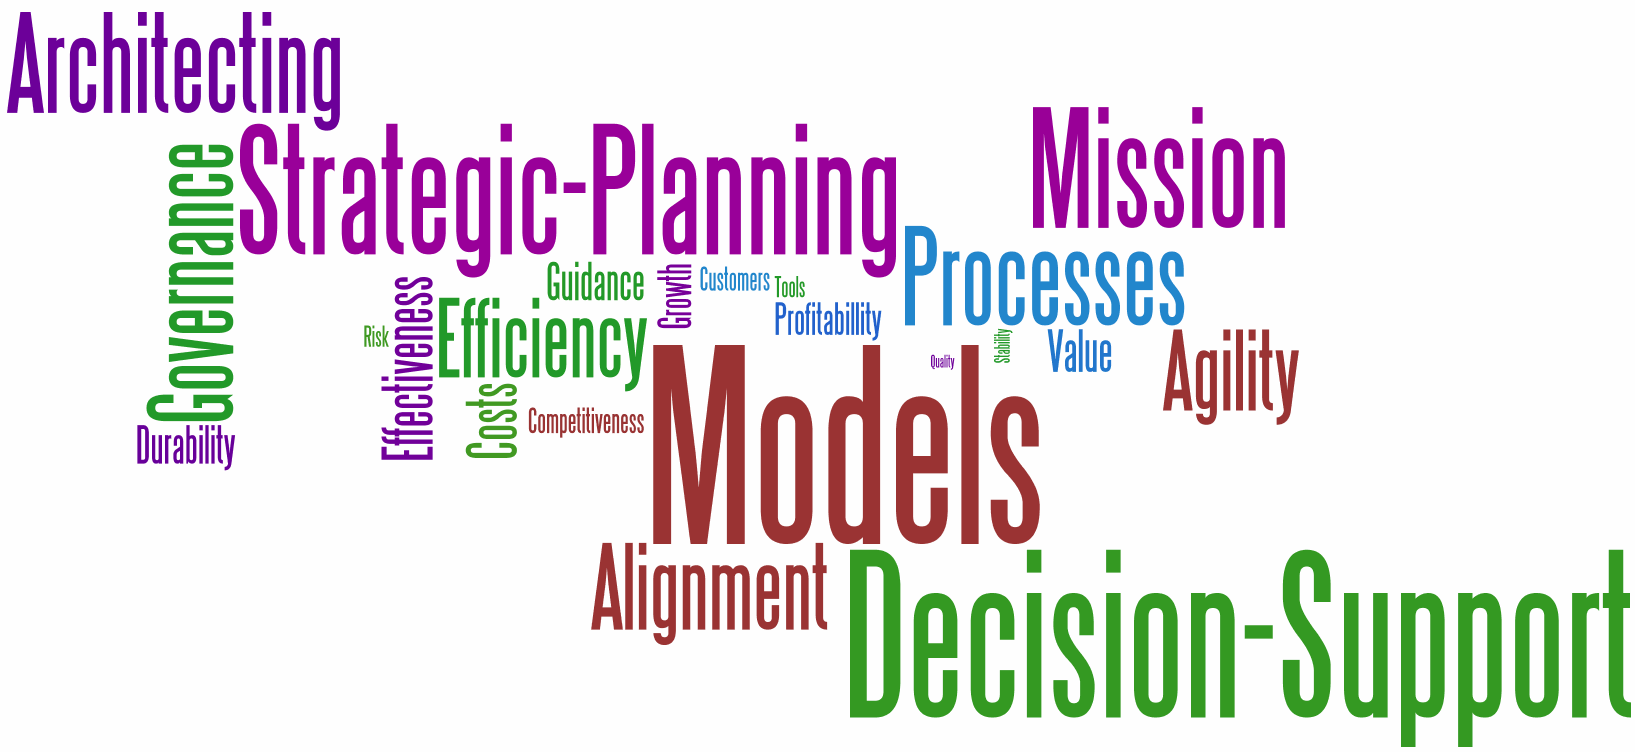 Architecting
Strategic-Planning
Mission
Governance
Processes
Guidance
Growth
Customers
Tools
Effectiveness
Efficiency
Profitabillity
Risk
Quality
Stability
Value
Agility
Models
Costs
Competitiveness
Durability
Alignment
Decision-Support